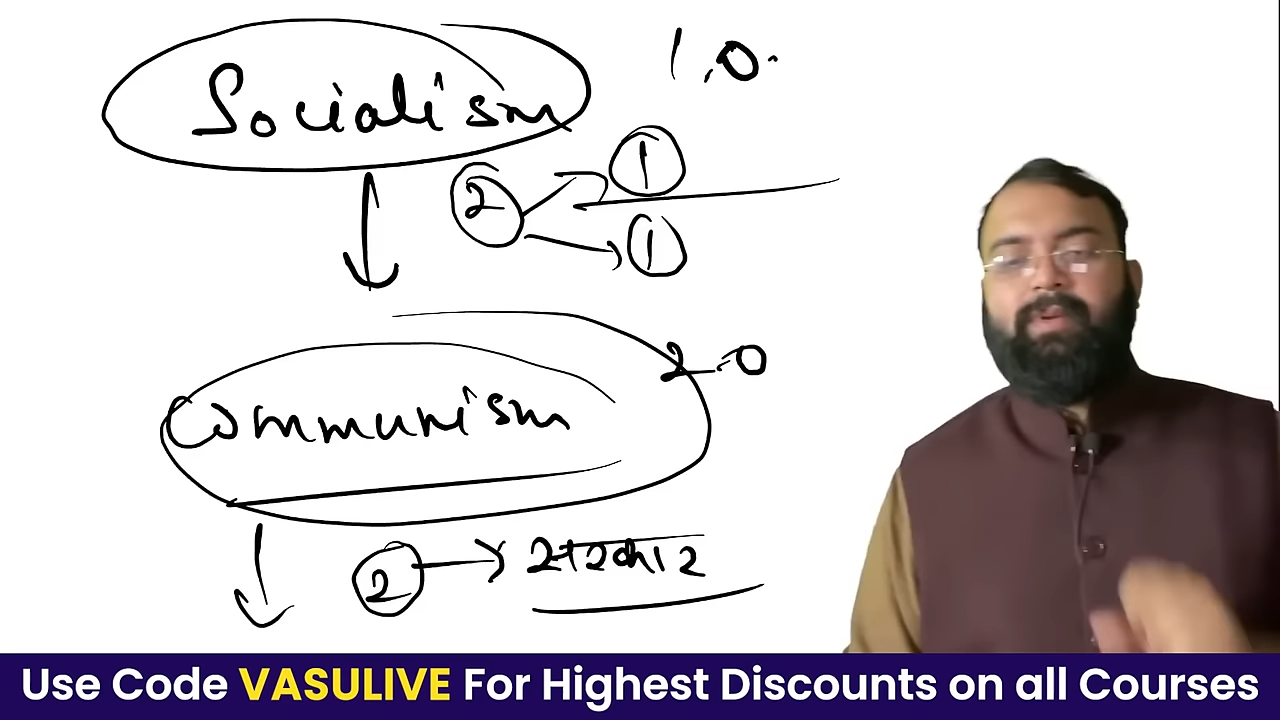 Socialism
1.0.
2
1
1
Communism
2.0
2
Use Code VASULIVE For Highest Discounts on all Courses